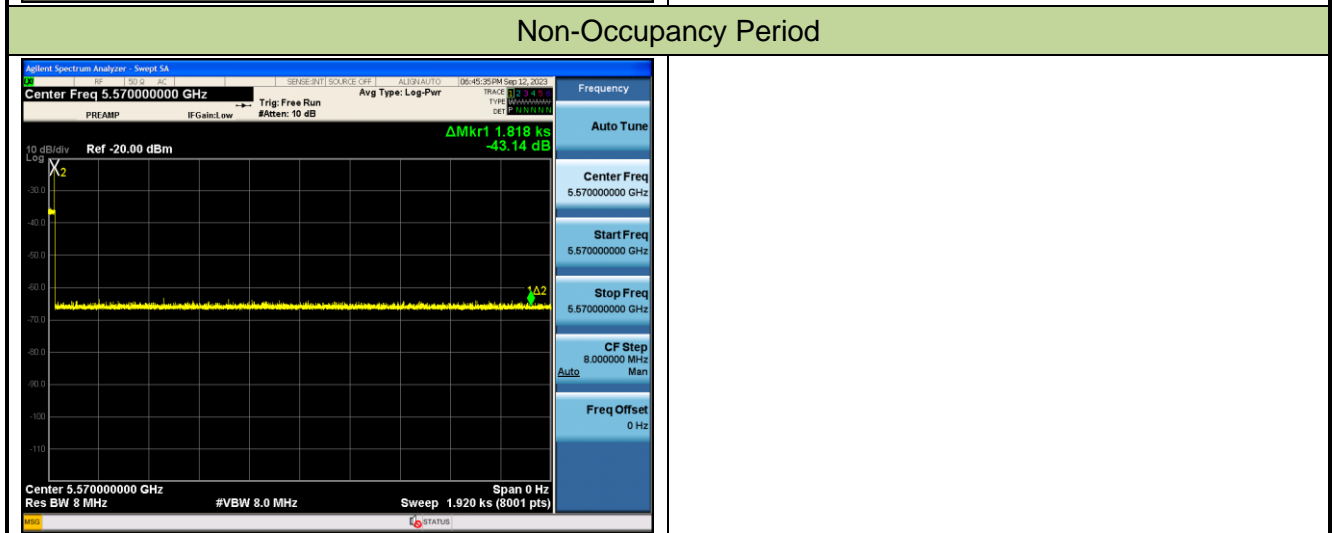 Non-Occupancy Period
Agilent Spectrum Analyzer - Swept SA
LXI RF 50 Ω AC SENSE:INT SOURCE OFF ALIGN AUTO 06:45:35 PM Sep 12, 2023
Center Freq 5.570000000 GHz
Avg Type: Log-Pwr
TRACE 1 2 3 4 5 6
TYPE
DET P N N N N N
PREAMP
IFGain:Low
Trig: Free Run
#Atten: 10 dB
ΔMkr1 1.818 ks
-43.14 dB
10 dB/div Ref -20.00 dBm
Log
X2
-30.0
-40.0
-50.0
-60.0
1Δ2
-70.0
-80.0
-90.0
-100
-110
Center 5.570000000 GHz Span 0 Hz
Res BW 8 MHz #VBW 8.0 MHz Sweep 1.920 ks (8001 pts)
MSG STATUS
Frequency
Auto Tune
Center Freq
5.570000000 GHz
Start Freq
5.570000000 GHz
Stop Freq
5.570000000 GHz
CF Step
8.000000 MHz
Auto Man
Freq Offset
0 Hz